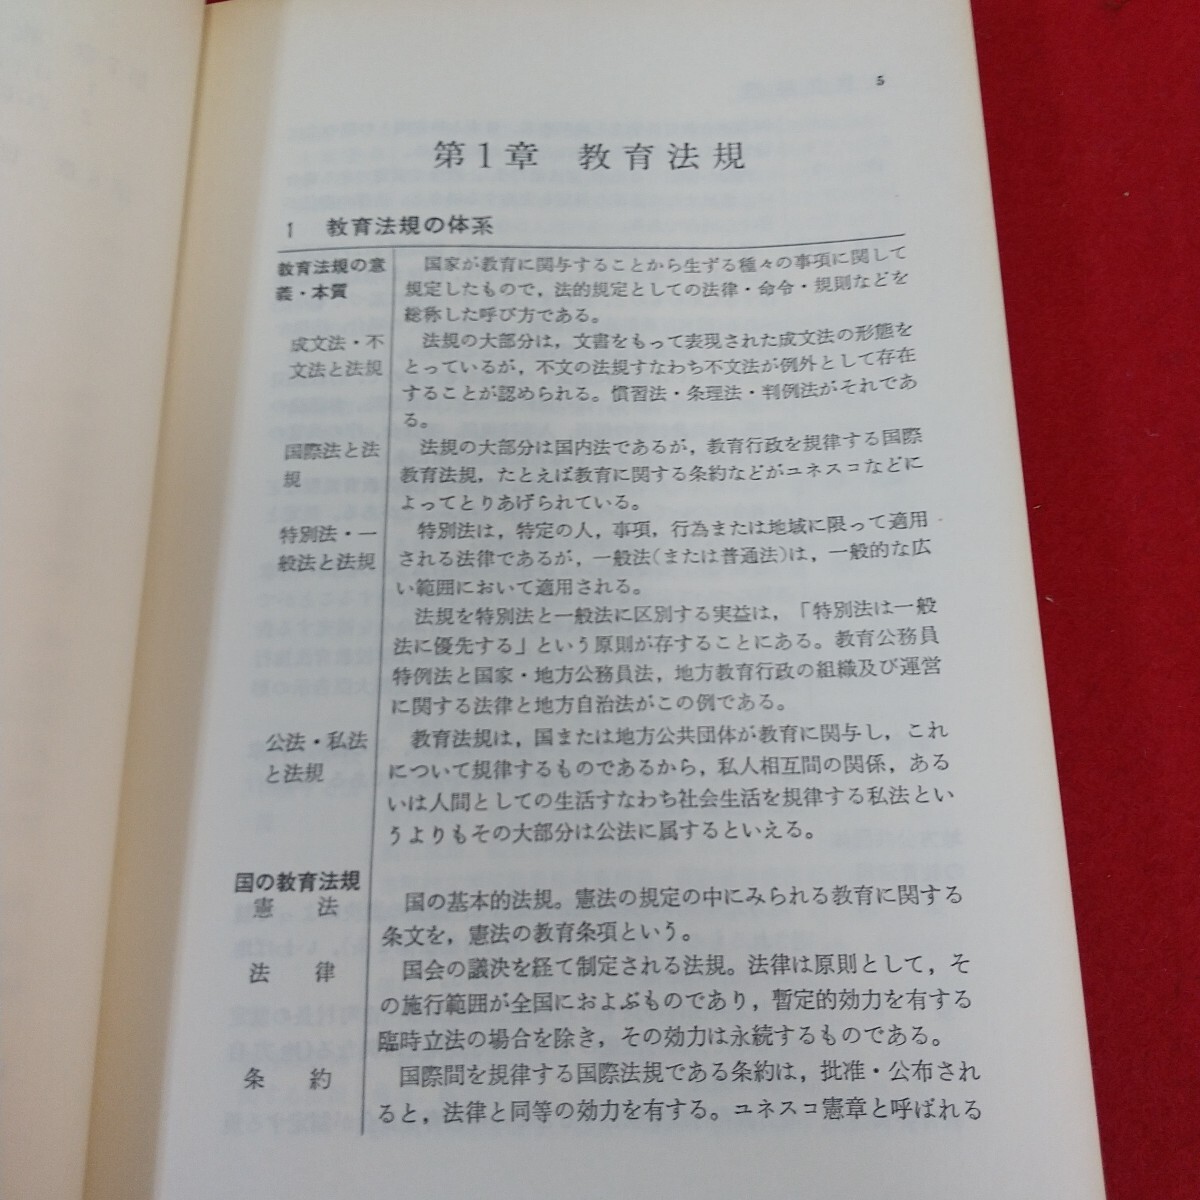 5
第1章 教育法規
1 教育法規の体系
教育法規の意
義・本質
国家が教育に関与することから生ずる種々の事項に関して
規定したもので，法的規定としての法律・命令・規則などを
総称した呼び方である。
成文法・不
文法と法規
法規の大部分は，文書をもって表現された成文法の形態を
とっているが，不文の法規すなわち不文法が例外として存在
することが認められる。慣習法・条理法・判例法がそれであ
る。
国際法と法
規
法規の大部分は国内法であるが，教育行政を規律する国際
教育法規，たとえば教育に関する条約などがユネスコなどに
よってとりあげられている。
特別法・一
般法と法規
特別法は，特定の人，事項，行為または地域に限って適用
される法律であるが，一般法（または普通法）は，一般的な広
い範囲において適用される。
法規を特別法と一般法に区別する実益は，「特別法は一般
法に優先する」という原則が存することにある。教育公務員
特例法と国家・地方公務員法，地方教育行政の組織及び運営
に関する法律と地方自治法がこの例である。
公法・私法
と法規
教育法規は，国または地方公共団体が教育に関与し，これ
について規律するものであるから，私人相互間の関係，ある
いは人間としての生活すなわち社会生活を規律する私法とい
うよりもその大部分は公法に属するといえる。
国の教育法規
憲法
国の基本的法規。憲法の規定の中にみられる教育に関する
条文を，憲法の教育条項という。
法律
国会の議決を経て制定される法規。法律は原則として，そ
の施行範囲が全国におよぶものであり，暫定的効力を有する
臨時立法の場合を除き，その効力は永続するものである。
条約
国際間を規律する国際法規である条約は，批准・公布され
ると，法律と同等の効力を有する。ユネスコ憲章と呼ばれる